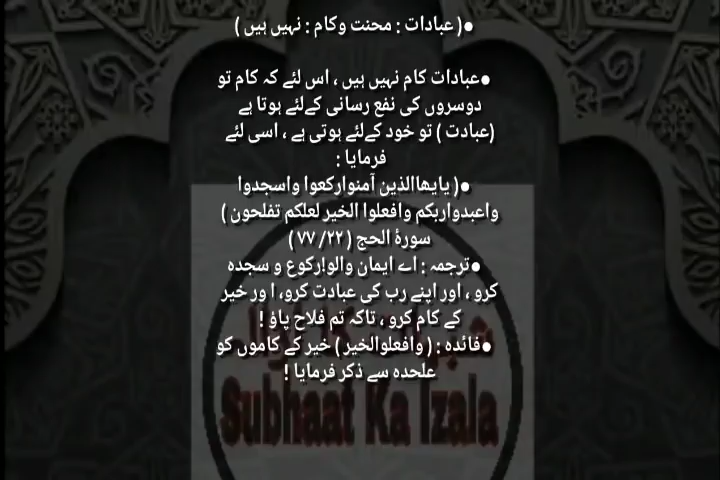 ●( عبادات : محنت وکام : نہیں ہیں )
●عبادات کام نہیں ہیں ، اس لئے کہ کام تو
دوسروں کی نفع رسانی کےلئے ہوتا ہے
(عبادت ) تو خود کےلئے ہوتی ہے ، اسی لئے
فرمایا :
●( یایھاالذین آمنوارکعوا واسجدوا
واعبدواربکم وافعلوا الخیر لعلکم تفلحون )
سورۂ الحج ( ۲۲/ ۷۷ )
●ترجمہ : اے ایمان والو!رکوع و سجدہ
کرو ، اور اپنے رب کی عبادت کرو، ا ور خیر
کے کام کرو ، تاکہ تم فلاح پاؤ !
●فائدہ : ( وافعلوالخیر ) خیر کے کاموں کو
علحدہ سے ذکر فرمایا !
Subhaat Ka Izala